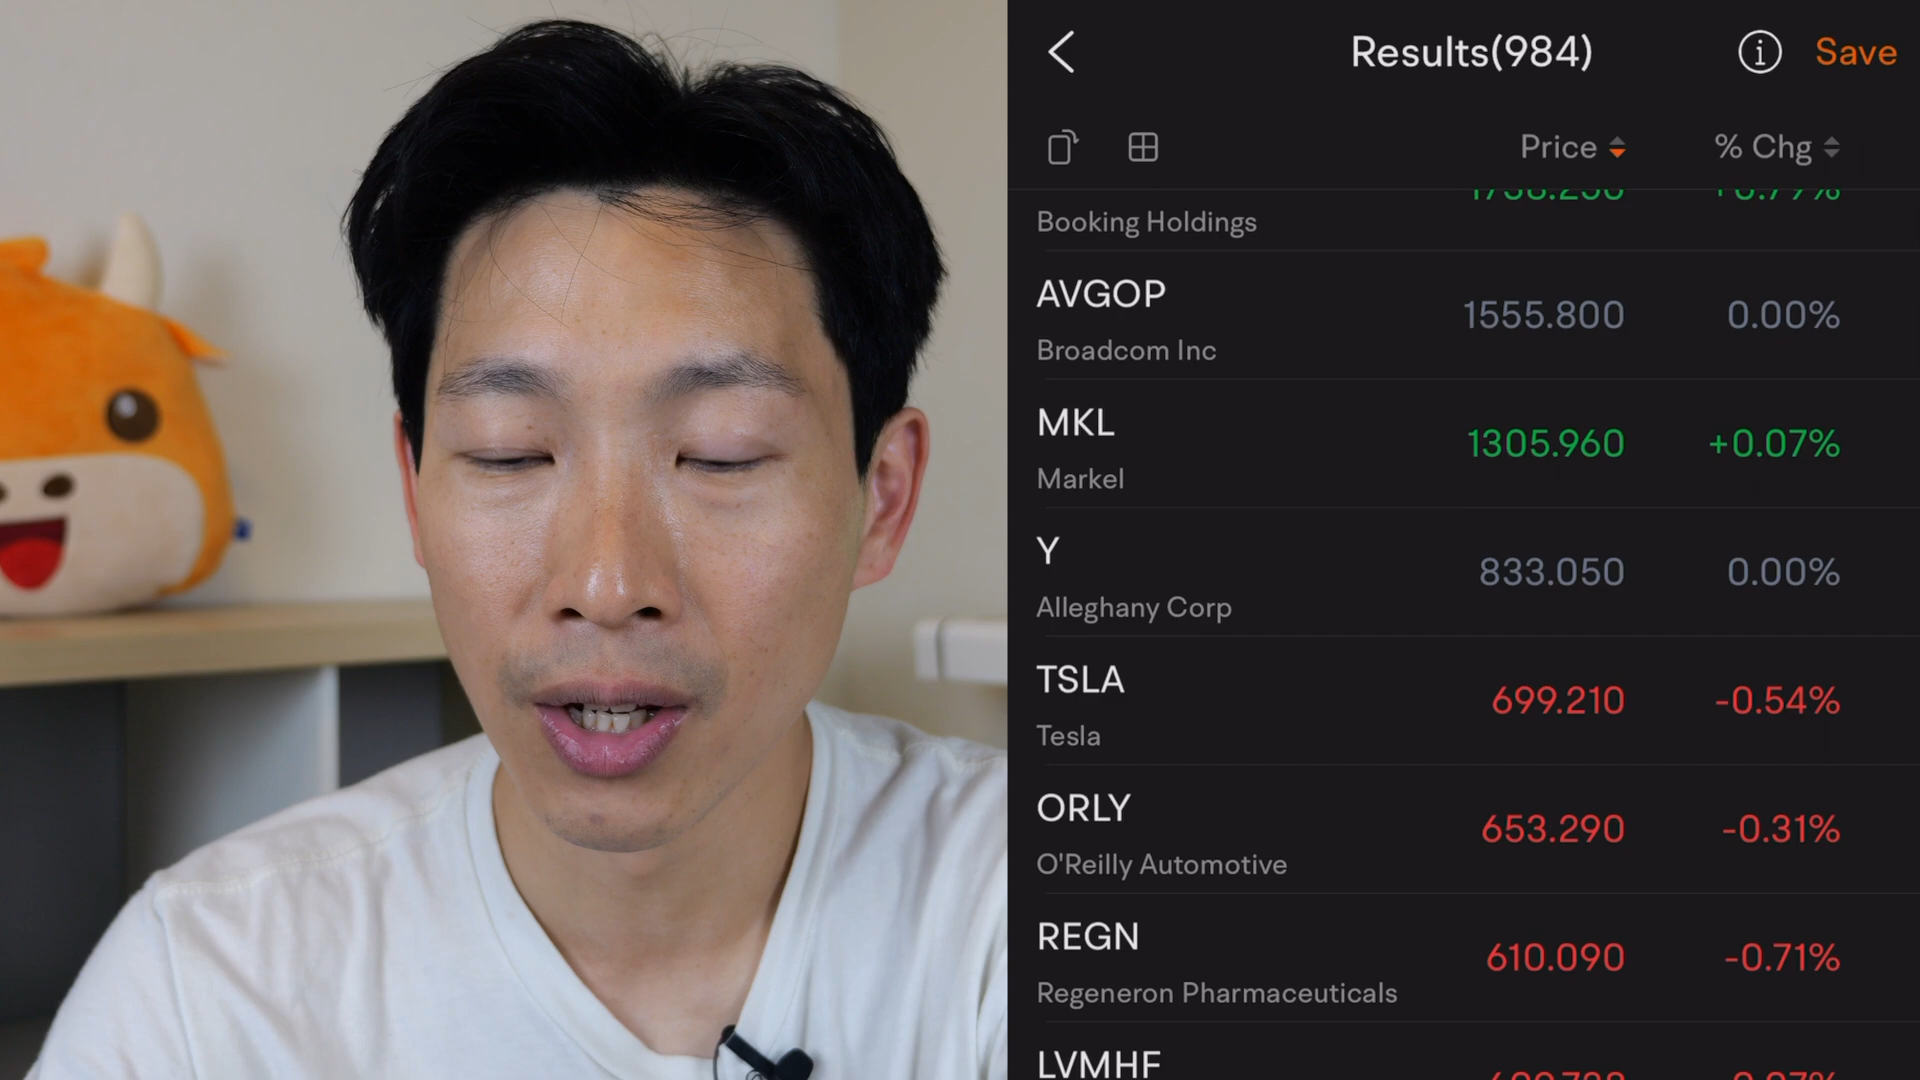 Results(984)
Save
Price
% Chg
Booking Holdings
AVGOP
1555.800
0.00%
Broadcom Inc
MKL
1305.960
+0.07%
Markel
Y
833.050
0.00%
Alleghany Corp
TSLA
699.210
-0.54%
Tesla
ORLY
653.290
-0.31%
O'Reilly Automotive
REGN
610.090
-0.71%
Regeneron Pharmaceuticals
LVMHF